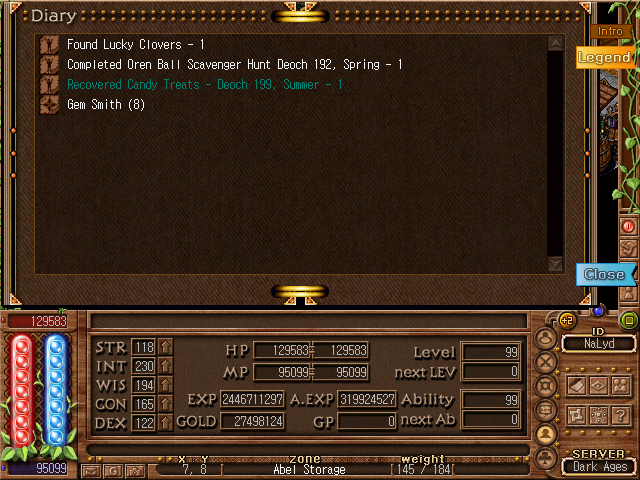 Diary
Intro
Legend
Found Lucky Clovers - 1
Completed Oren Ball Scavenger Hunt Deoch 192, Spring - 1
Recovered Candy Treats - Deoch 199, Summer - 1
Gem Smith (8)
Close
129583
+2
ID
NaLyd
STR 118
INT 230
WIS 194
CON 165
DEX 122
HP 129583 129583
MP 95099 95099
Level 99
next LEV 0
EXP 2446711297
A.EXP 319924527
Ability 99
GOLD 27498124
GP 0
next Ab 0
95099
G
?
x, y
7, 8
zone
Abel Storage
weight
145 / 184
SERVER
Dark Ages